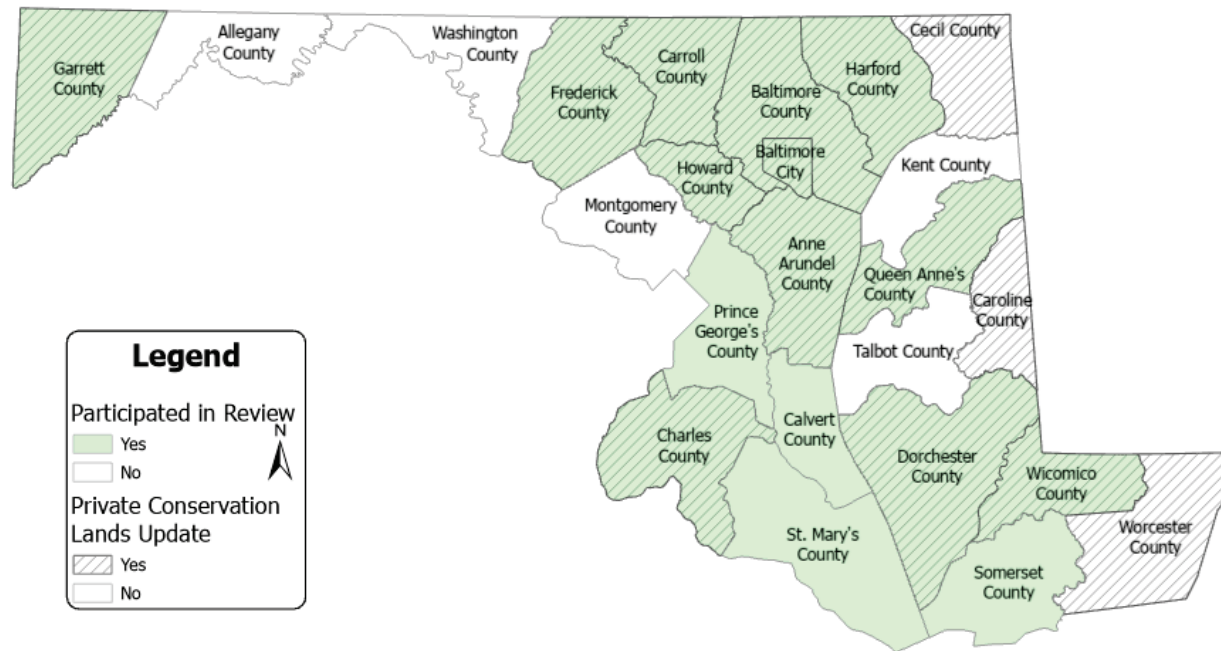 Garrett
County
Allegany
County
Washington
County
Frederick
County
Carroll
County
Baltimore
County
Harford
County
Cecil County
Baltimore
City
Howard
County
Kent County
Montgomery
County
Anne
Arundel
County
Queen Anne's
County
Caroline
County
Prince
George's
County
Talbot County
Charles
County
Calvert
County
Dorchester
County
Wicomico
County
St. Mary's
County
Worcester
County
Somerset
County
Legend
Participated in Review
Yes
No
N
Private Conservation
Lands Update
Yes
No